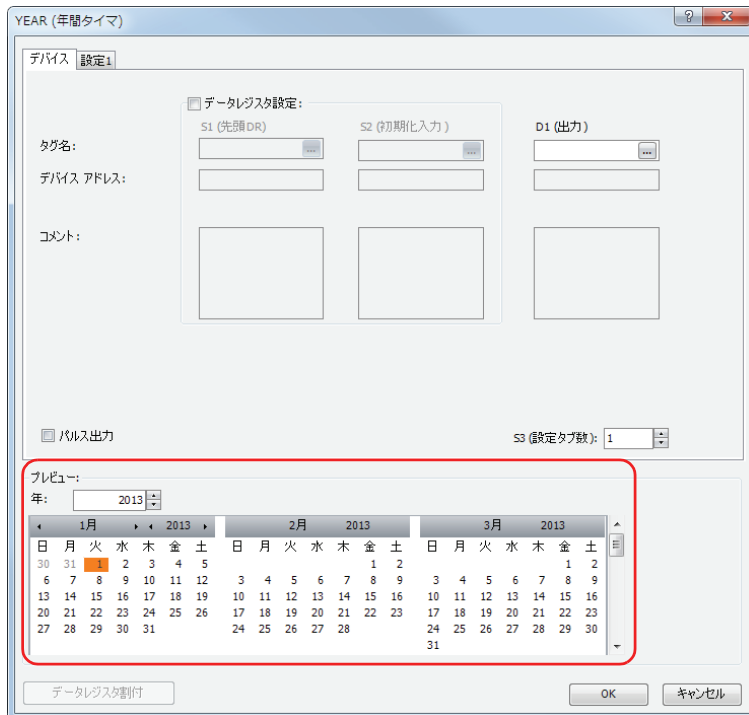 YEAR (年間タイマ)
デバイス 設定1
データレジスタ設定:
S1 (先頭DR) S2 (初期化入力) D1 (出力)
タグ名: ... ... ...
デバイス アドレス:
コメント:
パルス出力 S3 (設定タブ数): 1
プレビュー:
年: 2013
1月 2013 2月 2013 3月 2013
日 月 火 水 木 金 土 日 月 火 水 木 金 土 日 月 火 水 木 金 土
30 31 1 2 3 4 5 1 2 1 2
6 7 8 9 10 11 12 3 4 5 6 7 8 9 3 4 5 6 7 8 9
13 14 15 16 17 18 19 10 11 12 13 14 15 16 10 11 12 13 14 15 16
20 21 22 23 24 25 26 17 18 19 20 21 22 23 17 18 19 20 21 22 23
27 28 29 30 31 24 25 26 27 28 24 25 26 27 28 29 30
31
データレジスタ割付 OK キャンセル